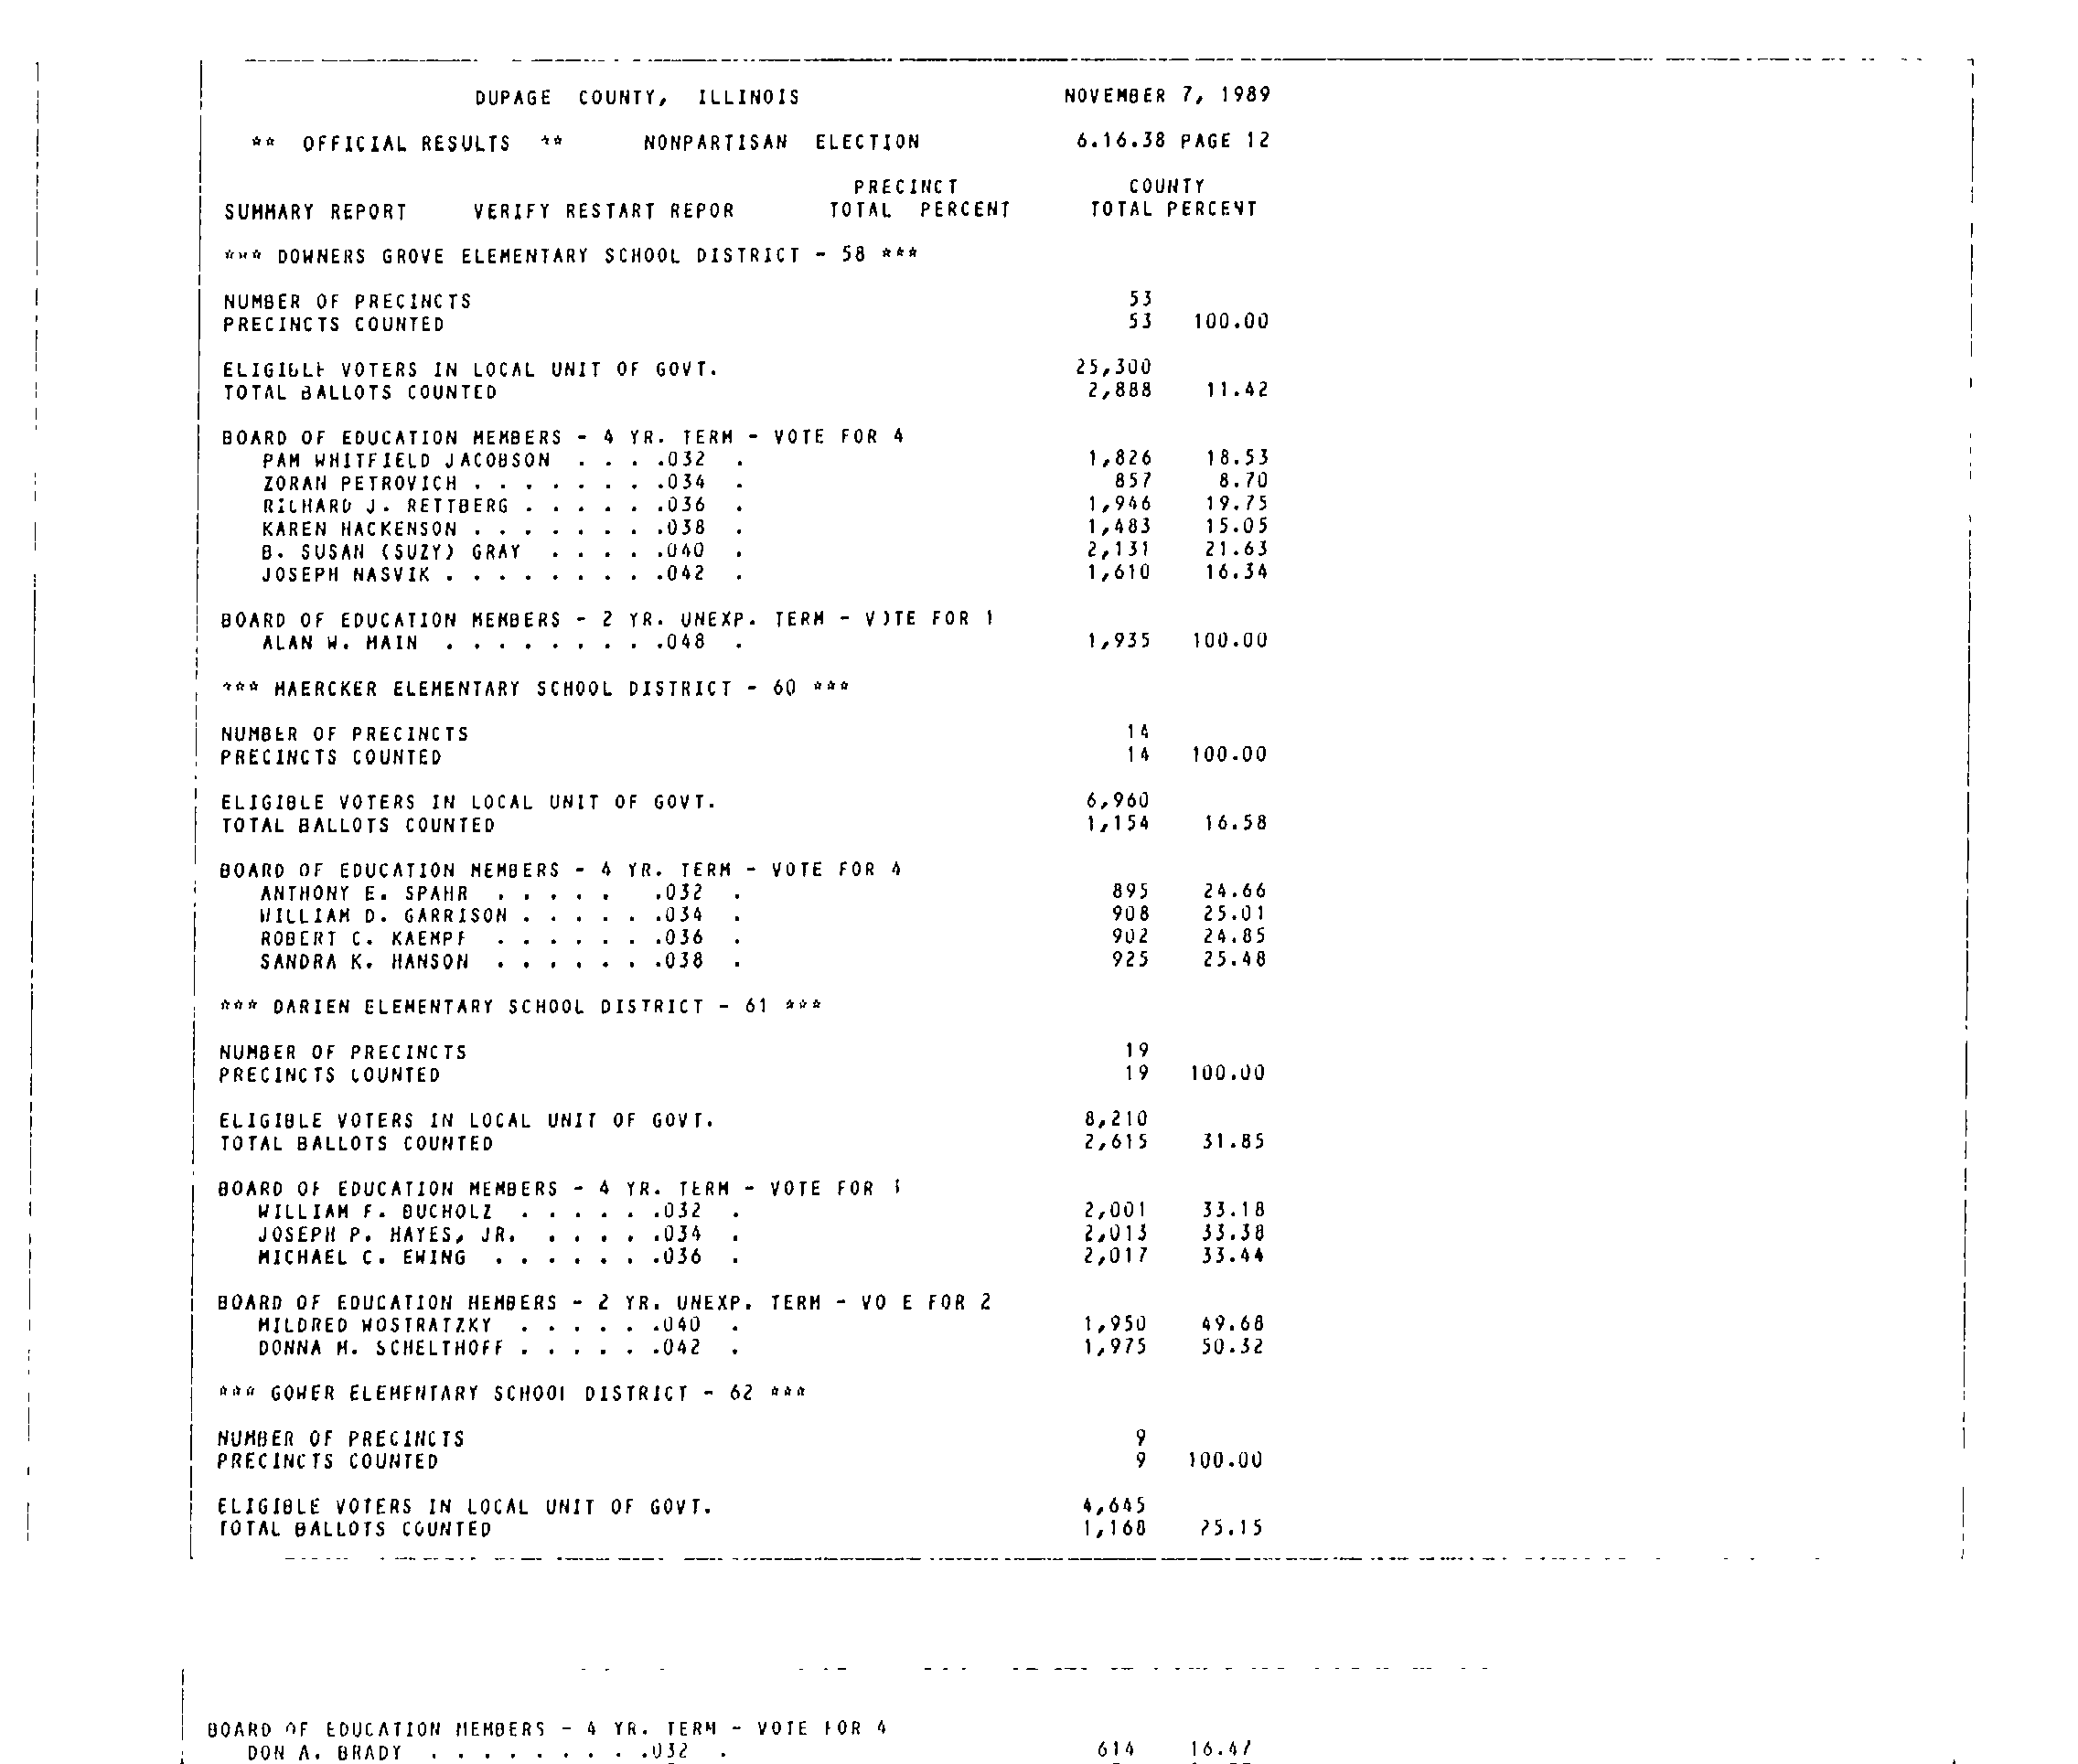 DUPAGE COUNTY, ILLINOIS NOVEMBER 7, 1989
** OFFICIAL RESULTS ** NONPARTISAN ELECTION 6.16.38 PAGE 12
PRECINCT COUNTY
SUMMARY REPORT VERIFY RESTART REPOR TOTAL PERCENT TOTAL PERCENT
*** DOWNERS GROVE ELEMENTARY SCHOOL DISTRICT - 58 ***
NUMBER OF PRECINCTS 53
PRECINCTS COUNTED 53 100.00
ELIGIBLE VOTERS IN LOCAL UNIT OF GOVT. 25,300
TOTAL BALLOTS COUNTED 2,888 11.42
BOARD OF EDUCATION MEMBERS - 4 YR. TERM - VOTE FOR 4
PAM WHITFIELD JACOBSON . . . .032 . 1,826 18.53
ZORAN PETROVICH . . . . . . . .034 . 857 8.70
RICHARD J. RETTBERG . . . . . .036 . 1,946 19.75
KAREN HACKENSON . . . . . . . .038 . 1,483 15.05
B. SUSAN (SUZY) GRAY . . . . .040 . 2,131 21.63
JOSEPH NASVIK . . . . . . . . .042 . 1,610 16.34
BOARD OF EDUCATION MEMBERS - 2 YR. UNEXP. TERM - VOTE FOR 1
ALAN W. MAIN . . . . . . . . .048 . 1,935 100.00
*** MAERCKER ELEMENTARY SCHOOL DISTRICT - 60 ***
NUMBER OF PRECINCTS 14
PRECINCTS COUNTED 14 100.00
ELIGIBLE VOTERS IN LOCAL UNIT OF GOVT. 6,960
TOTAL BALLOTS COUNTED 1,154 16.58
BOARD OF EDUCATION MEMBERS - 4 YR. TERM - VOTE FOR 4
ANTHONY E. SPAHR . . . . . .032 . 895 24.66
WILLIAM D. GARRISON . . . . . .034 . 908 25.01
ROBERT C. KAEMPF . . . . . . .036 . 902 24.85
SANDRA K. HANSON . . . . . . .038 . 925 25.48
*** DARIEN ELEMENTARY SCHOOL DISTRICT - 61 ***
NUMBER OF PRECINCTS 19
PRECINCTS COUNTED 19 100.00
ELIGIBLE VOTERS IN LOCAL UNIT OF GOVT. 8,210
TOTAL BALLOTS COUNTED 2,615 31.85
BOARD OF EDUCATION MEMBERS - 4 YR. TERM - VOTE FOR
WILLIAM F. BUCHOLZ . . . . . .032 . 2,001 33.18
JOSEPH P. HAYES, JR. . . . . .034 . 2,013 33.38
MICHAEL C. EWING . . . . . . .036 . 2,017 33.44
BOARD OF EDUCATION MEMBERS - 2 YR. UNEXP. TERM - VO E FOR 2
MILDRED WOSTRATZKY . . . . . .040 . 1,950 49.68
DONNA M. SCHELTHOFF . . . . . .042 . 1,975 50.32
*** GOWER ELEMENTARY SCHOOL DISTRICT - 62 ***
NUMBER OF PRECINCTS 9
PRECINCTS COUNTED 9 100.00
ELIGIBLE VOTERS IN LOCAL UNIT OF GOVT. 4,645
TOTAL BALLOTS COUNTED 1,168 25.15
BOARD OF EDUCATION MEMBERS - 4 YR. TERM - VOTE FOR 4
DON A. BRADY . . . . . . . . .032 . 614 16.47